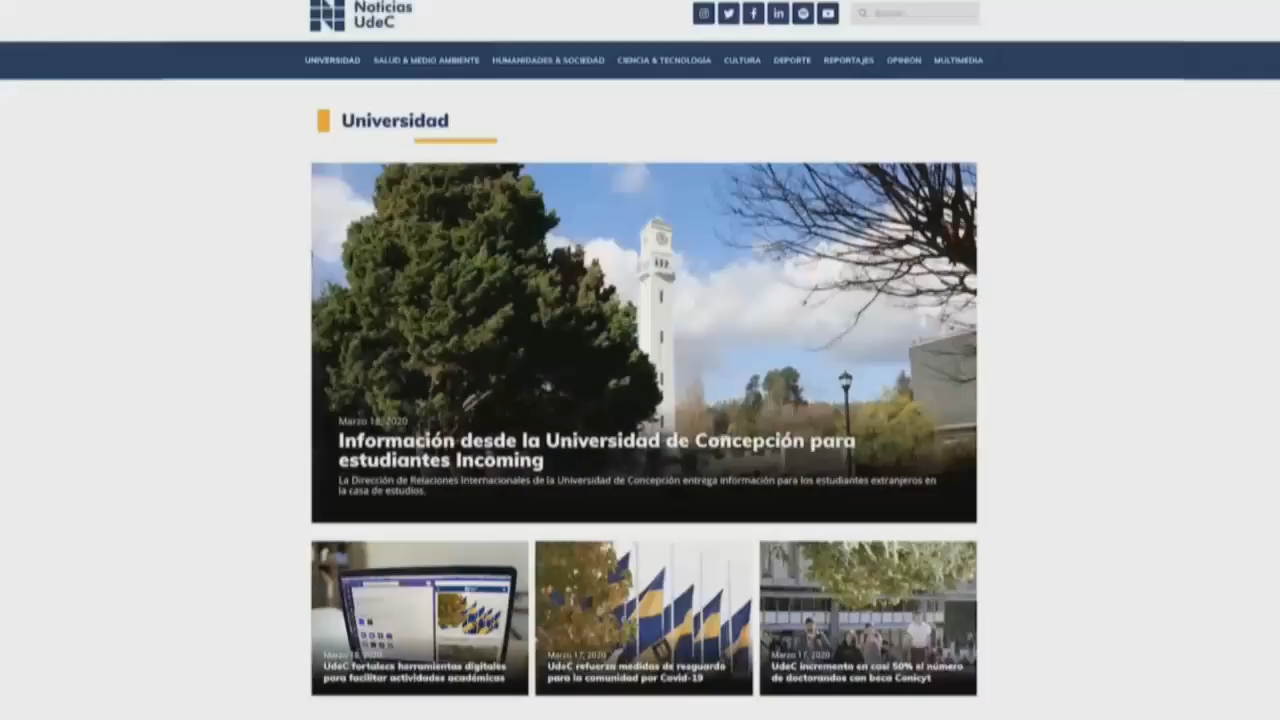 Noticias
UdeC
UNIVERSIDAD SALUD & MEDIO AMBIENTE HUMANIDADES & SOCIEDAD CIENCIA & TECNOLOGIA CULTURA DEPORTE REPORTAJES OPINIÓN MULTIMEDIA
Universidad
Marzo 18, 2020
Información desde la Universidad de Concepción para
estudiantes Incoming
La Dirección de Relaciones Internacionales de la Universidad de Concepción entrega información para los estudiantes extranjeros en
la casa de estudios.
Marzo 2020
UdeC fortalece herramientas digitales
para facilitar actividades académicas
Marzo 17, 2020
UdeC refuerza medidas de resguardo
para la comunidad por Covid-19
Marzo 17, 2020
UdeC incrementa en casi 50% el número
de doctorandos con beca Conicyt